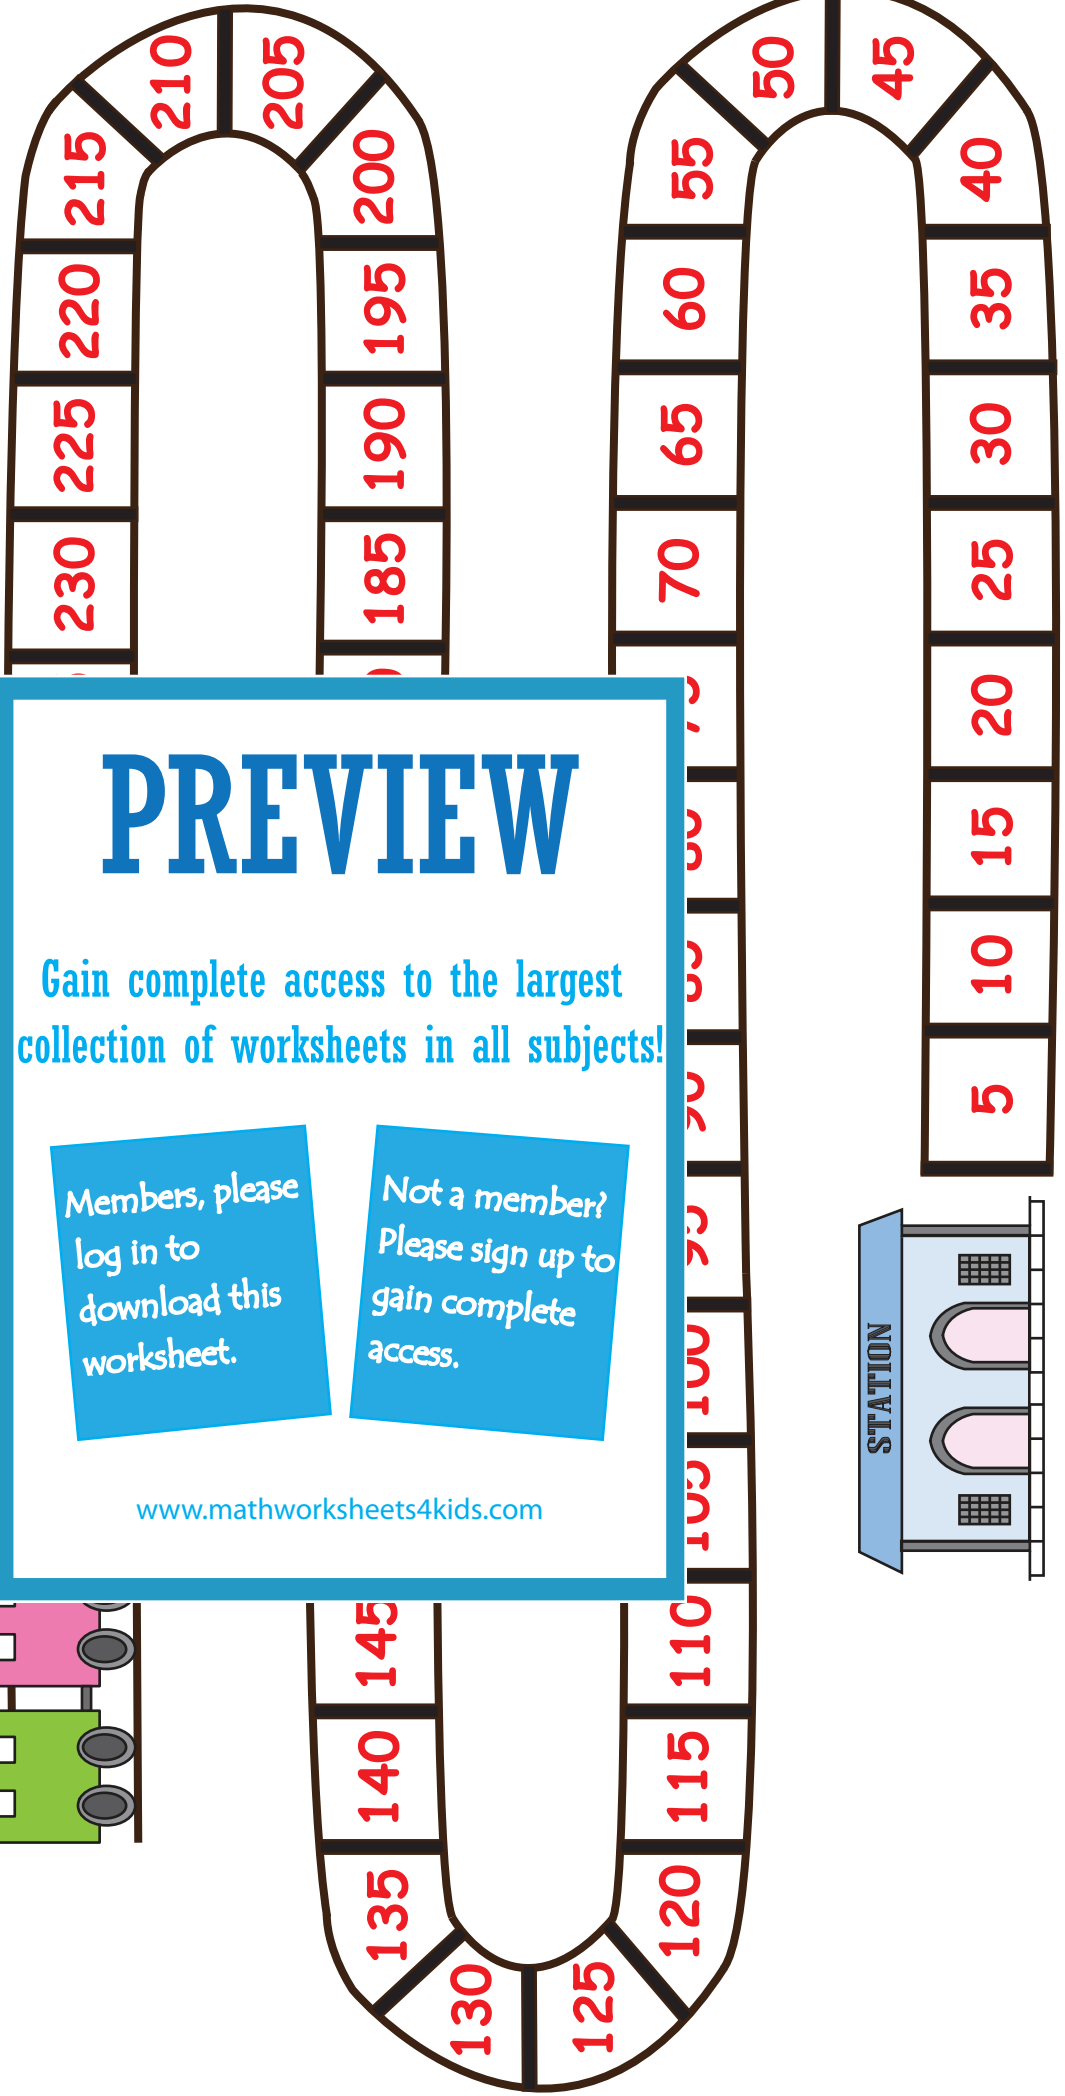 210
205
215
200
220
195
225
190
230
185
50
45
55
40
60
35
65
30
70
25
20
15
10
5
100
105
110
145
140
115
135
120
130
125
PREVIEW
Gain complete access to the largest
collection of worksheets in all subjects!
Members, please
log in to
download this
worksheet.
Not a member?
Please sign up to
gain complete
access.
www.mathworksheets4kids.com
STATION